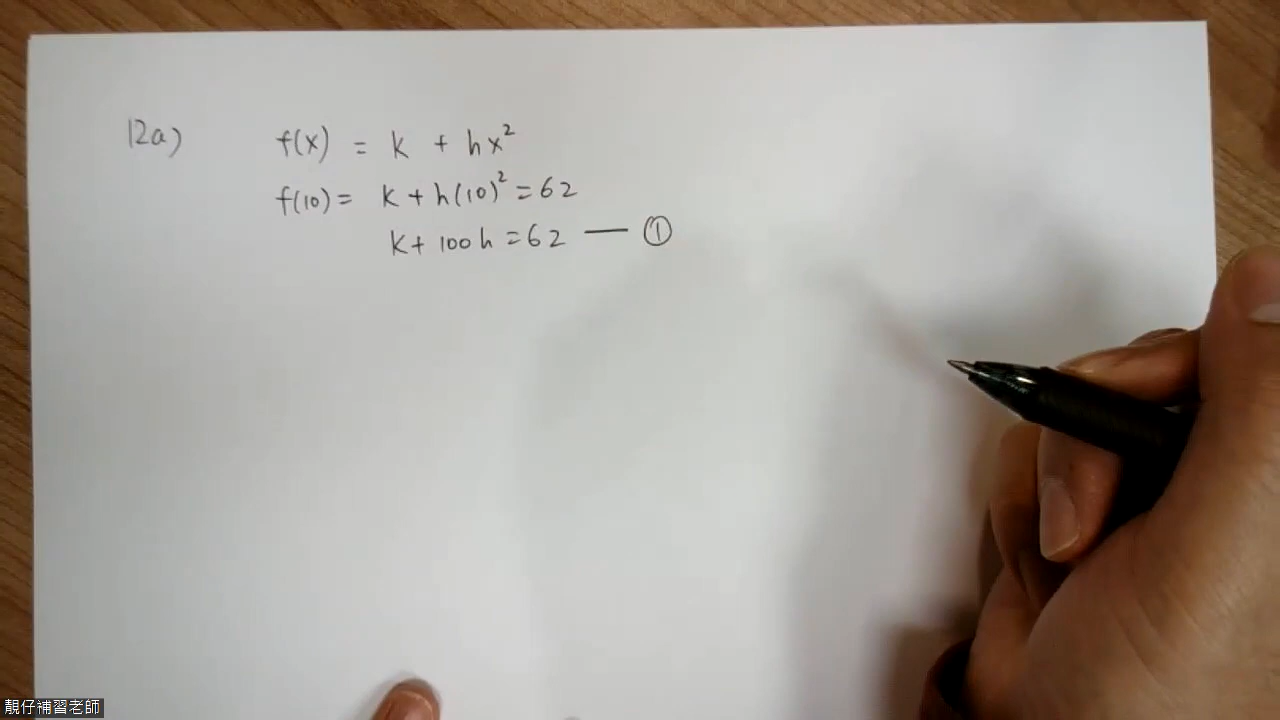 12a) f(x) = k + hx²
f(10) = k + h(10)² = 62
k + 100h = 62 — ①
靚仔補習老師